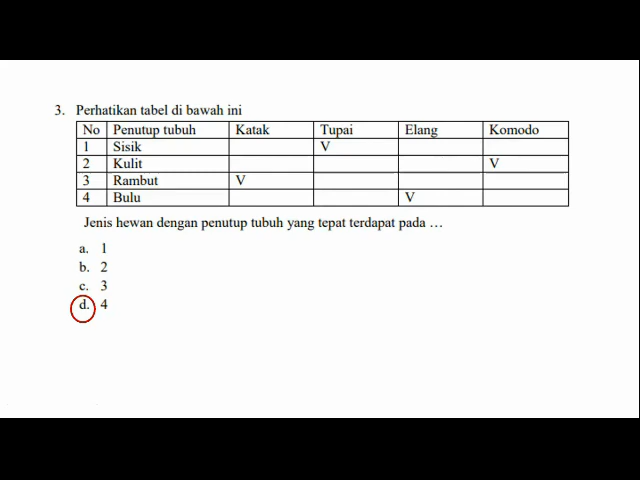 3. Perhatikan tabel di bawah ini
No Penutup tubuh Katak Tupai Elang Komodo
1 Sisik V
2 Kulit V
3 Rambut V
4 Bulu V
Jenis hewan dengan penutup tubuh yang tepat terdapat pada …
a. 1
b. 2
c. 3
d. 4